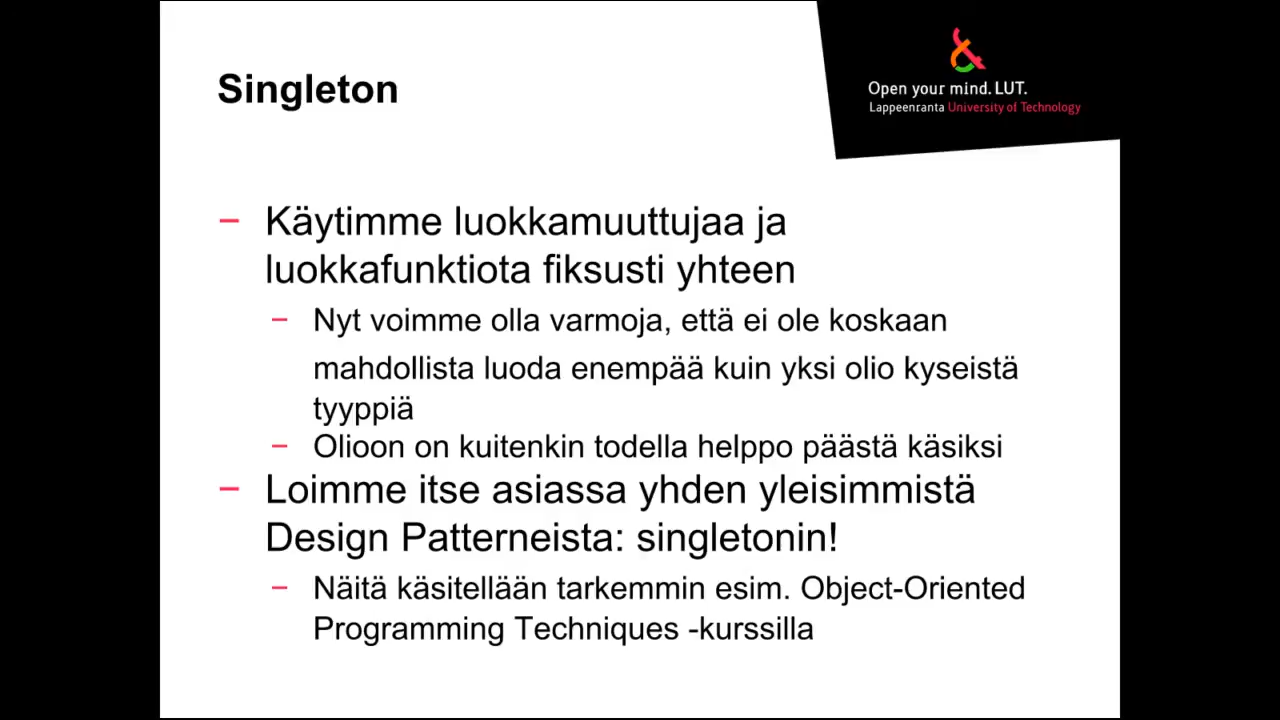 Singleton
Open your mind. LUT.
Lappeenranta University of Technology
− Käytimme luokkamuuttujaa ja
luokkafunktiota fiksusti yhteen
− Nyt voimme olla varmoja, että ei ole koskaan
mahdollista luoda enempää kuin yksi olio kyseistä
tyyppiä
− Olioon on kuitenkin todella helppo päästä käsiksi
− Loimme itse asiassa yhden yleisimmistä
Design Patterneista: singletonin!
− Näitä käsitellään tarkemmin esim. Object-Oriented
Programming Techniques -kurssilla